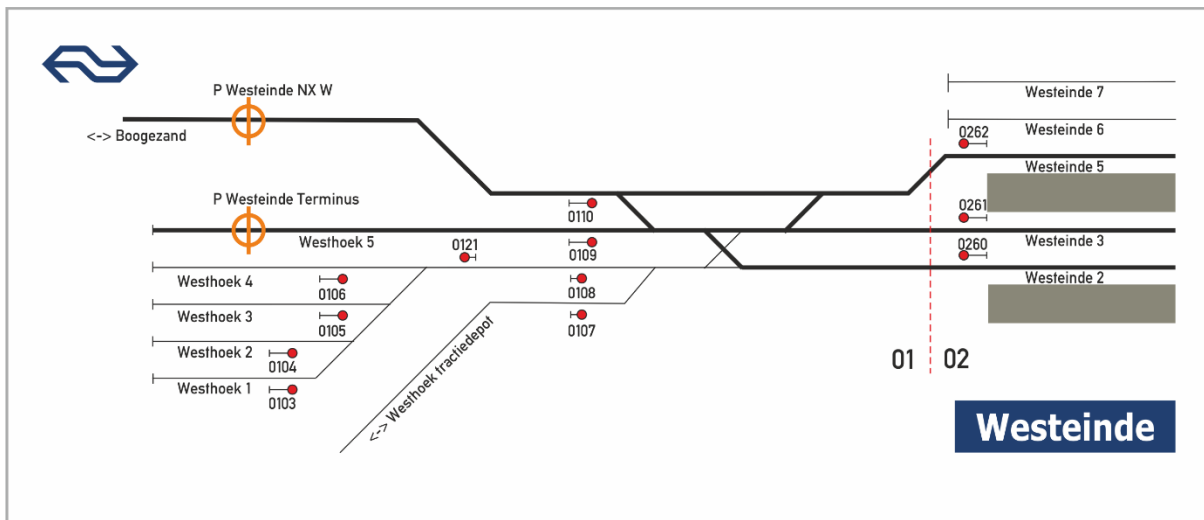 P Westeinde NX W
<-> Boogezand
Westeinde 7
Westeinde 6
0262
Westeinde 5
P Westeinde Terminus
0110
0261
Westhoek 5
0121
0109
Westeinde 3
0260
Westhoek 4
0106
0108
Westeinde 2
Westhoek 3
0105
0107
Westhoek 2
0104
Westhoek 1
0103
<-> Westhoek tractiedepot
01 02
Westeinde